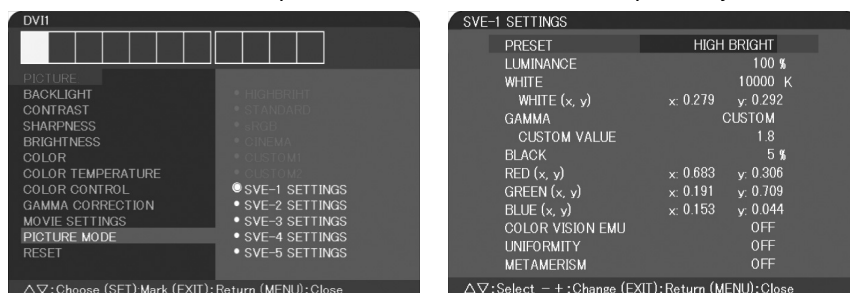 DVI1
PICTURE
BACKLIGHT
CONTRAST
SHARPNESS
BRIGHTNESS
COLOR
COLOR TEMPERATURE
COLOR CONTROL
GAMMA CORRECTION
MOVIE SETTINGS
PICTURE MODE
RESET
• HIGHBRIHT
• STANDARD
• sRGB
• CINEMA
• CUSTOM1
• CUSTOM2
SVE-1 SETTINGS
• SVE-2 SETTINGS
• SVE-3 SETTINGS
• SVE-4 SETTINGS
• SVE-5 SETTINGS
△▽:Choose (SET):Mark (EXIT):Return (MENU):Close
SVE-1 SETTINGS
PRESET HIGH BRIGHT
LUMINANCE 100 %
WHITE 10000 K
WHITE (x, y) x: 0.279 y: 0.292
GAMMA CUSTOM
CUSTOM VALUE 1.8
BLACK 5 %
RED (x, y) x: 0.683 y: 0.306
GREEN (x, y) x: 0.191 y: 0.709
BLUE (x, y) x: 0.153 y: 0.044
COLOR VISION EMU OFF
UNIFORMITY OFF
METAMERISM OFF
△▽:Select －＋:Change (EXIT):Return (MENU):Close